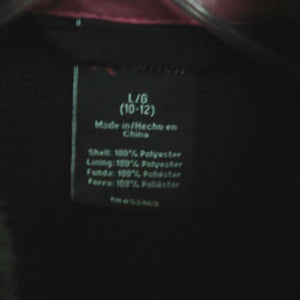 L/G
(10-12)
Made in/Hecho en
China
Shell: 100% Polyester
Lining: 100% Polyester
Funda: 100% Poliéster
Forro: 100% Poliéster